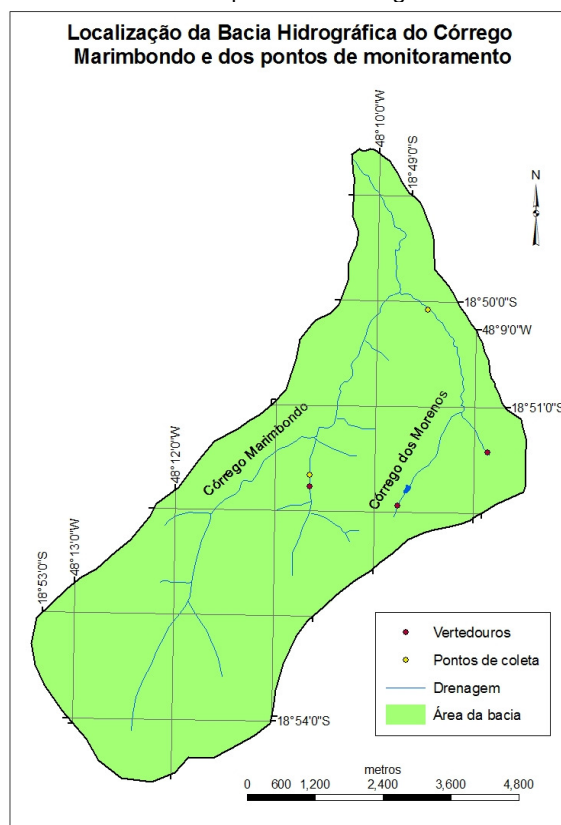 Localização da Bacia Hidrográfica do Córrego
Marimbondo e dos pontos de monitoramento
48°10'0"W
18°49'0"S
N
18°50'0"S
48°9'0"W
18°51'0"S
Córrego Marimbondo
Córrego dos Morenos
48°12'0"W
48°13'0"W
18°53'0"S
18°54'0"S
Vertedouros
Pontos de coleta
Drenagem
Área da bacia
metros
0 600 1,200 2,400 3,600 4,800